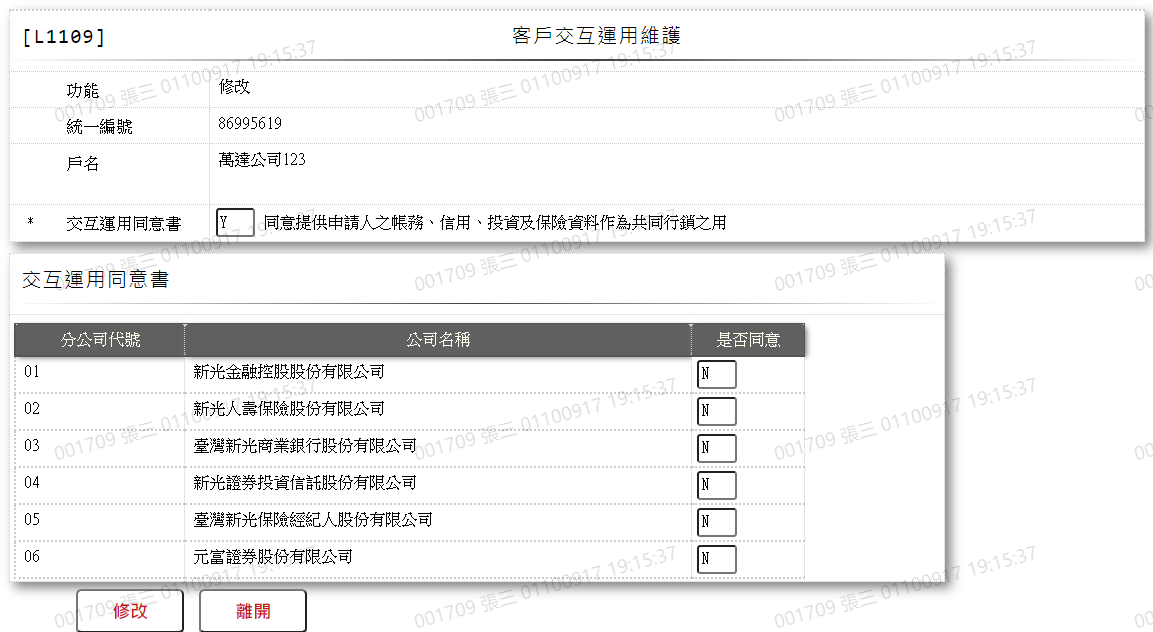 [L1109] 客戶交互運用維護
功能 修改
統一編號 86995619
戶名 萬達公司123
* 交互運用同意書 Y 同意提供申請人之帳務、信用、投資及保險資料作為共同行鎖之用
交互運用同意書
分公司代號 公司名稱 是否同意
01 新光金融控股股份有限公司 N
02 新光人壽保險股份有限公司 N
03 臺灣新光商業銀行股份有限公司 N
04 新光證券投資信託股份有限公司 N
05 臺灣新光保險經紀人股份有限公司 N
06 元富證券股份有限公司 N
修改 離開
001709 張三 01100917 19:15:37